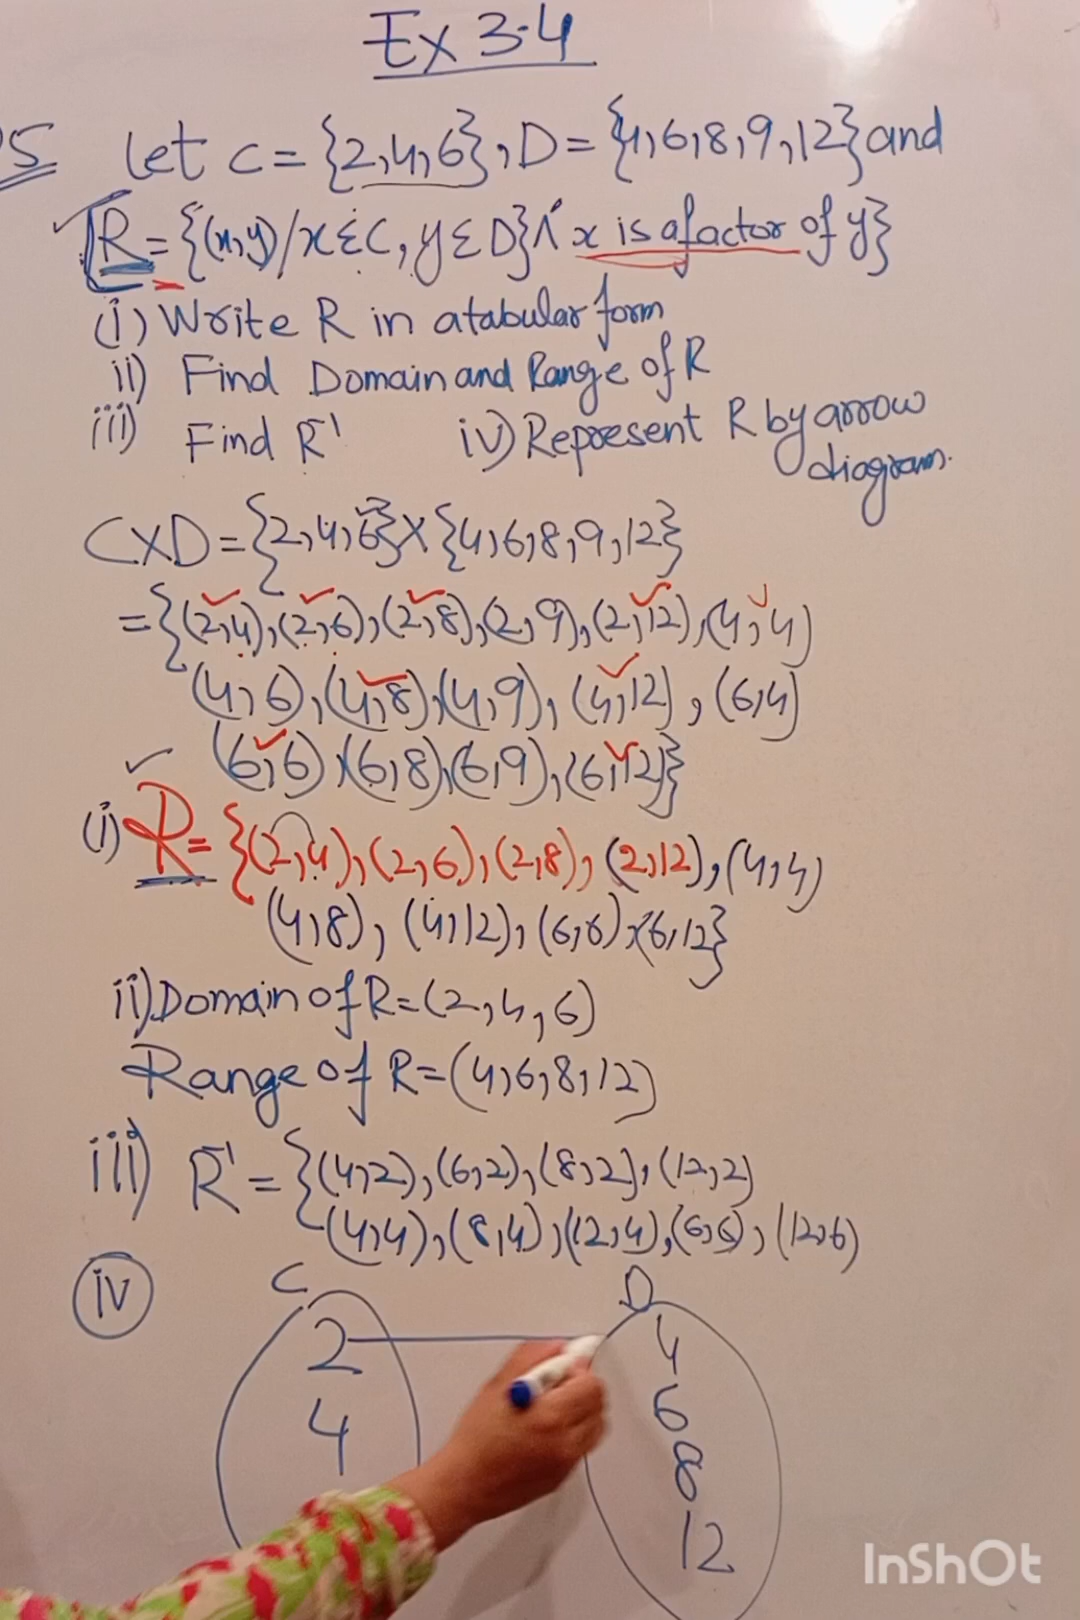 Ex 3.4
Let C = {2,4,6}, D = {4,6,8,9,12} and
R = {(x,y)/x ε C, y ε D} ∧ x is a factor of y}
(i) Write R in a tabular form
ii) Find Domain and Range of R
iii) Find R⁻¹ iv) Represent R by arrow
diagram.
C×D = {2,4,6} × {4,6,8,9,12}
= {(2,4),(2,6),(2,8),(2,9),(2,12),(4,4)
(4,6),(4,8),(4,9),(4,12),(6,4)
(6,6),(6,8),(6,9),(6,12)}
(i) R = {(2,4),(2,6),(2,8),(2,12),(4,4)
(4,8),(4,12),(6,6),(6,12}
ii) Domain of R = (2,4,6)
Range of R = (4,6,8,12)
iii) R⁻¹ = {(4,2),(6,2),(8,2),(12,2)
(4,4),(8,4),(12,4),(6,6),(12,6)
iv C D
2 4
4 6
8
12
InShOt